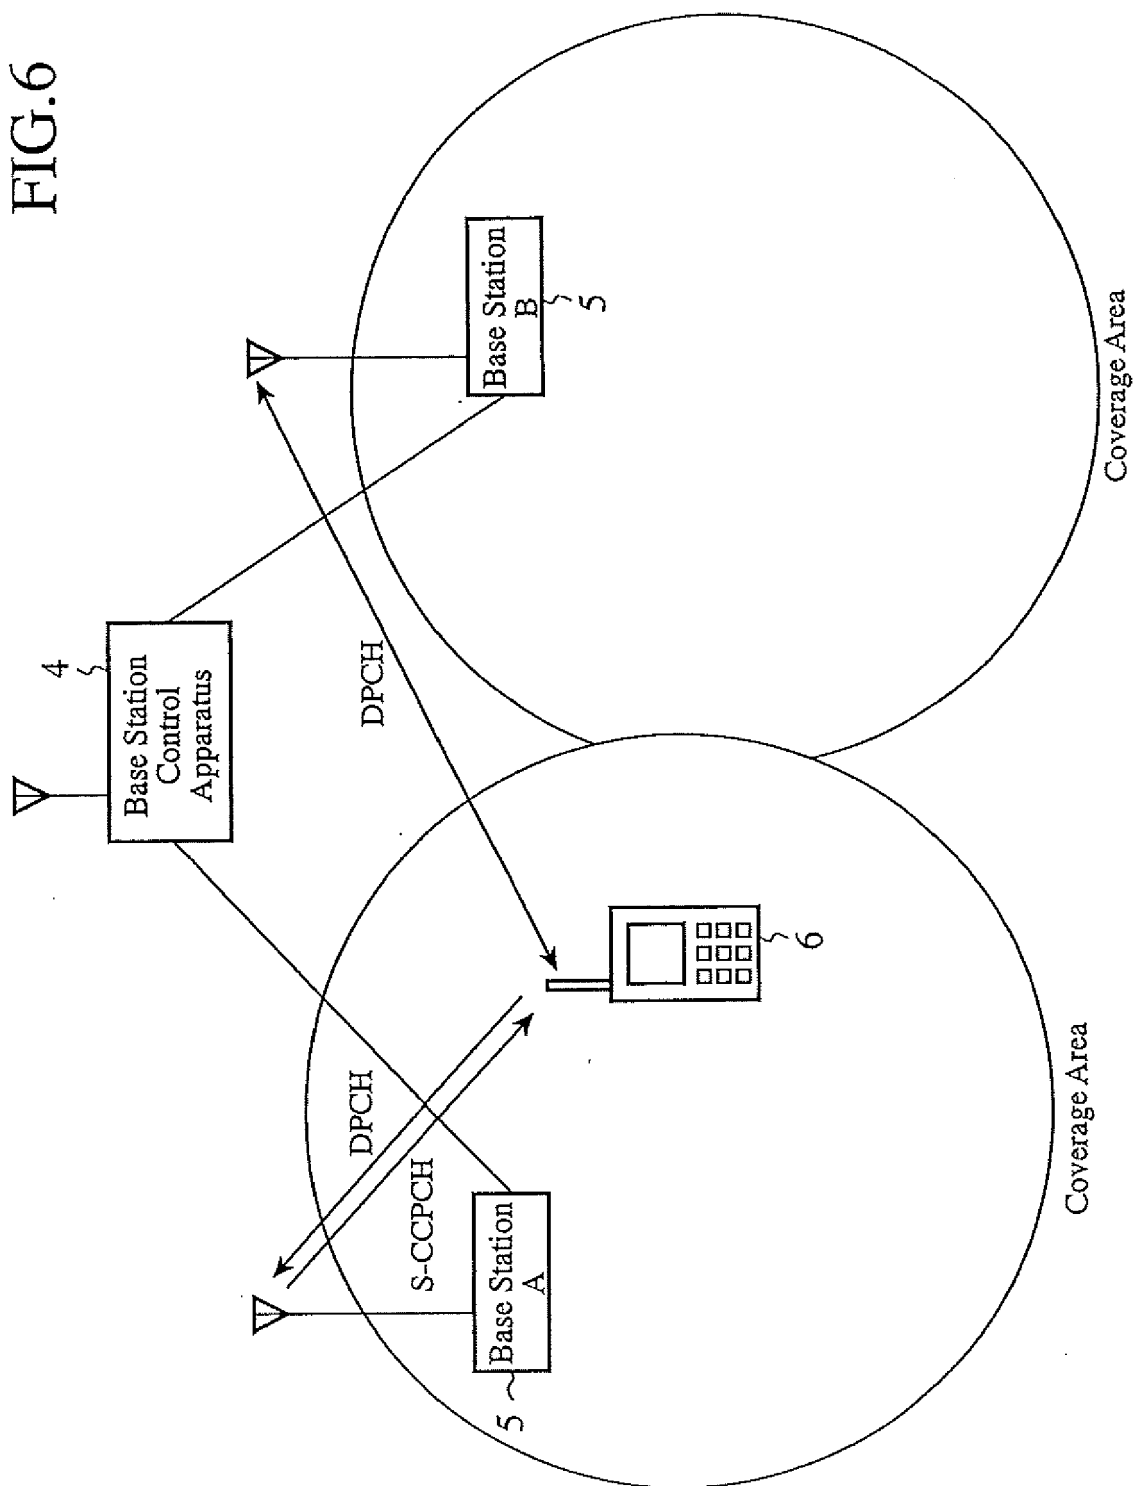 FIG.6
4
Base Station
Control
Apparatus
DPCH
DPCH
S-CCPCH
Base Station
A
5
Base Station
B
5
6
Coverage Area
Coverage Area